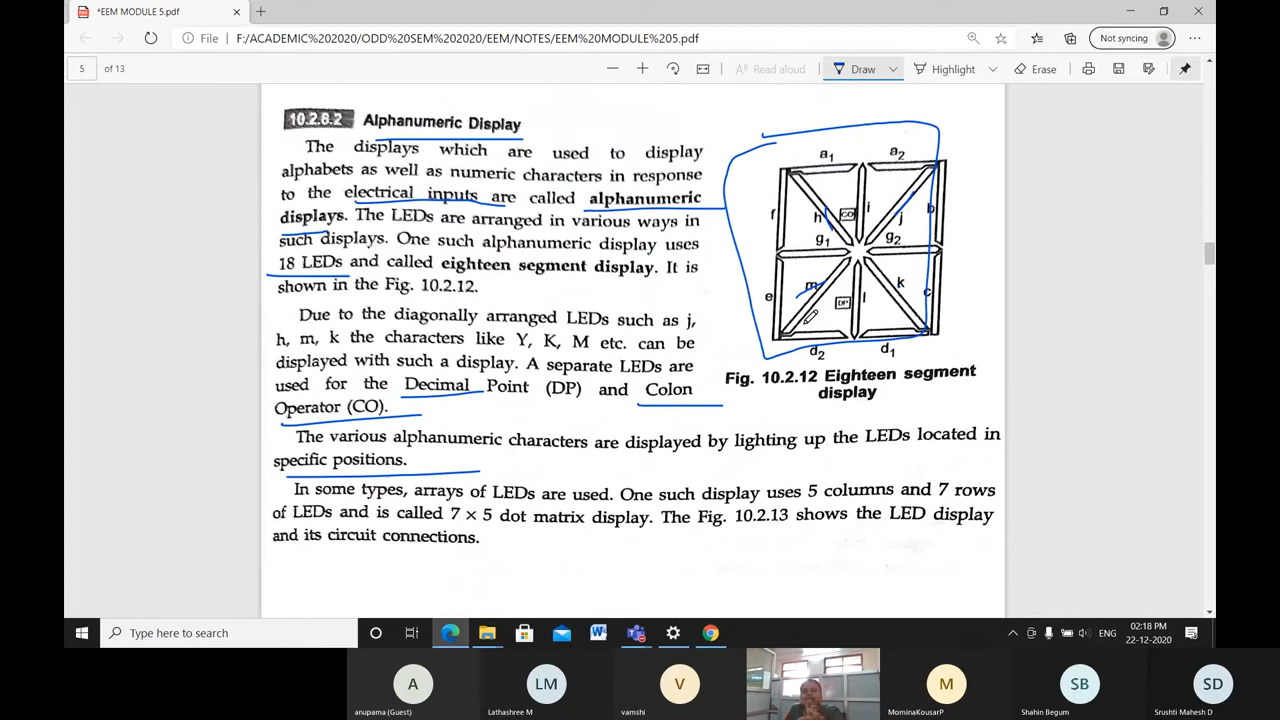 *EEM MODULE 5.pdf
File
F:/ACADEMIC%202020/ODD%20SEM%202020/EEM/NOTES/EEM%20MODULE%205.pdf
Not syncing
5 of 13
Read aloud
Draw
Highlight
Erase
10.2.8.2 Alphanumeric Display
The displays which are used to display
alphabets as well as numeric characters in response
to the electrical inputs are called alphanumeric
displays. The LEDs are arranged in various ways in
such displays. One such alphanumeric display uses
18 LEDs and called eighteen segment display. It is
shown in the Fig. 10.2.12.
Due to the diagonally arranged LEDs such as j,
h, m, k the characters like Y, K, M etc. can be
displayed with such a display. A separate LEDs are
used for the Decimal Point (DP) and Colon
Operator (CO).
a1 a2
f h CO i j b
g1 g2
e m DP l k c
d2 d1
Fig. 10.2.12 Eighteen segment
display
The various alphanumeric characters are displayed by lighting up the LEDs located in
specific positions.
In some types, arrays of LEDs are used. One such display uses 5 columns and 7 rows
of LEDs and is called 7 × 5 dot matrix display. The Fig. 10.2.13 shows the LED display
and its circuit connections.
Type here to search
ENG
02:18 PM
22-12-2020
A LM V M SB SD
anupama (Guest) Lathashree M vamshi MominaKousarP Shahin Begum Srushti Mahesh D